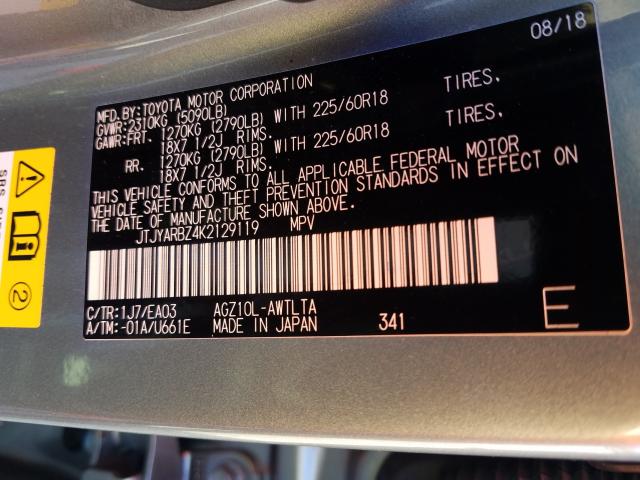 08/18
MFD.BY:TOYOTA MOTOR CORPORATION
GVWR:2310KG (5090LB)
GAWR:FRT. 1270KG (2790LB) WITH 225/60R18 TIRES,
18X7 1/2J RIMS.
RR. 1270KG (2790LB) WITH 225/60R18 TIRES,
18X7 1/2J RIMS.
THIS VEHICLE CONFORMS TO ALL APPLICABLE FEDERAL MOTOR
VEHICLE SAFETY AND THEFT PREVENTION STANDARDS IN EFFECT ON
THE DATE OF MANUFACTURE SHOWN ABOVE.
JTJYARBZ4K2129119 MPV
C/TR:1J7/EA03 AGZ10L-AWTLTA
A/TM:-01A/U661E MADE IN JAPAN 341
E
2